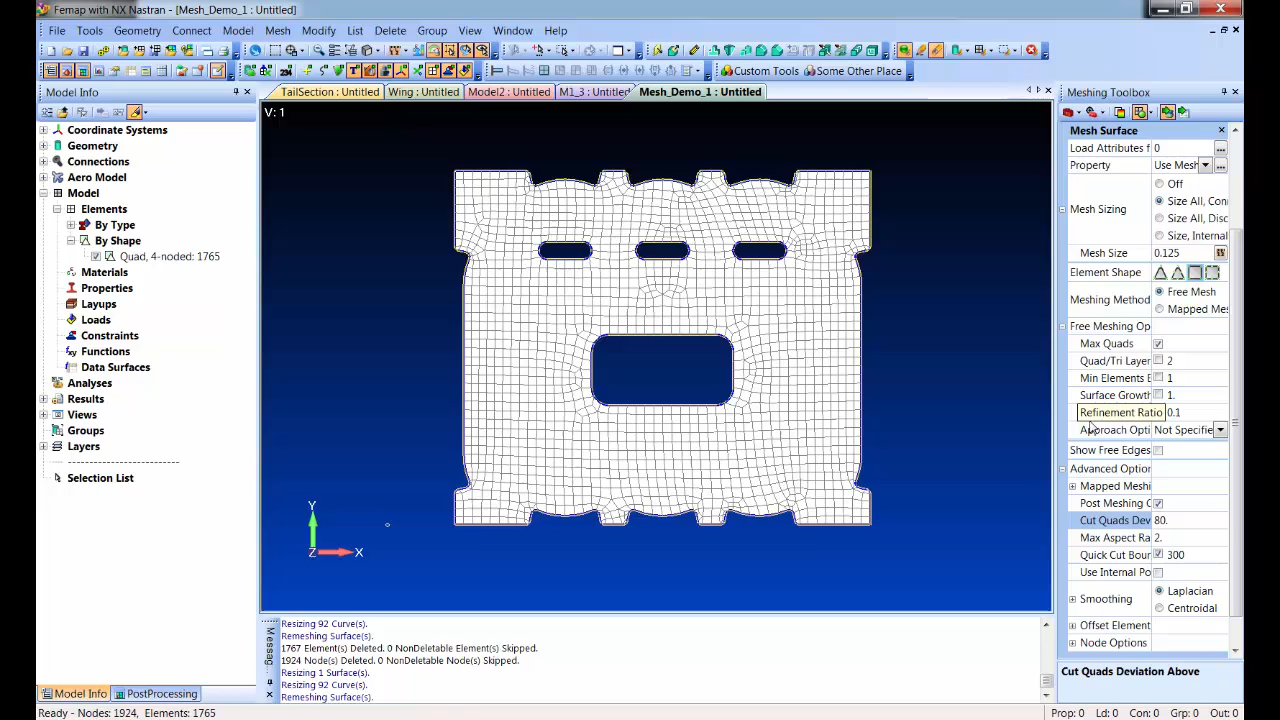 Femap with NX Nastran - [Mesh_Demo_1 : Untitled]
File Tools Geometry Connect Model Mesh Modify List Delete Group View Window Help
Custom Tools Some Other Place
Model Info
TailSection : Untitled Wing : Untitled Model2 : Untitled M1_3 : Untitled Mesh_Demo_1 : Untitled
Meshing Toolbox
V: 1
Coordinate Systems
Geometry
Connections
Aero Model
Model
Elements
By Type
By Shape
Quad, 4-noded: 1765
Materials
Properties
Layups
Loads
Constraints
Functions
Data Surfaces
Analyses
Results
Views
Groups
Layers
Selection List
Y
Z X
Mesh Surface
Load Attributes f 0
Property Use Mesh
Off
Size All, Con
Mesh Sizing
Size All, Disc
Size, Internal
Mesh Size 0.125
Element Shape
Free Mesh
Meshing Method
Mapped Mes
Free Meshing Op
Max Quads
Quad/Tri Layer 2
Min Elements B 1
Surface Growth 1.
Refinement Ratio 0.1
Approach Opti Not Specifie
Show Free Edges
Advanced Option
Mapped Meshi
Post Meshing C
Cut Quads Dev 80.
Max Aspect Ra 2.
Quick Cut Bour 300
Use Internal Po
Laplacian
Smoothing
Centroidal
Offset Element
Node Options
Cut Quads Deviation Above
Messag
Resizing 92 Curve(s).
Remeshing Surface(s).
1767 Element(s) Deleted. 0 NonDeletable Element(s) Skipped.
1924 Node(s) Deleted. 0 NonDeletable Node(s) Skipped.
Resizing 1 Surface(s).
Resizing 92 Curve(s).
Remeshing Surface(s).
Model Info PostProcessing
Ready - Nodes: 1924, Elements: 1765
Prop: 0 Ld: 0 Con: 0 Grp: 0 Out: 0